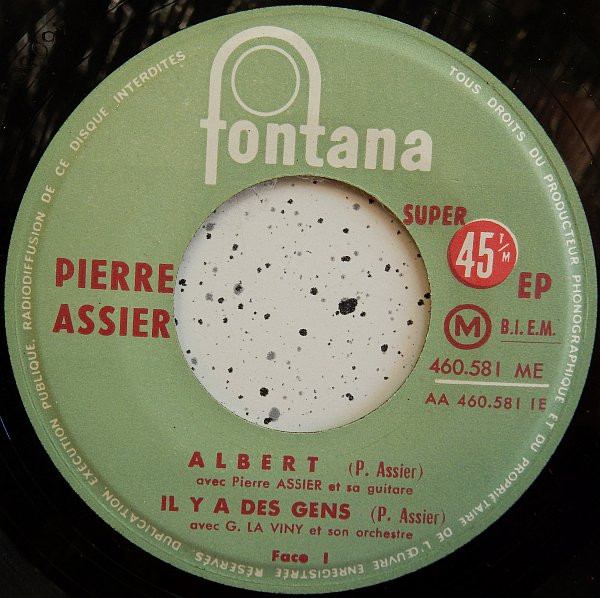 fontana
SUPER
45 T/M
EP
PIERRE
ASSIER
M
B.I.E.M.
460.581 ME
AA 460.581 1E
ALBERT (P. Assier)
avec Pierre ASSIER et sa guitare
IL Y A DES GENS (P. Assier)
avec G. LA VINY et son orchestre
Face 1
TOUS DROITS DU PRODUCTEUR PHONOGRAPHIQUE ET DU PROPRIÉTAIRE DE L'ŒUVRE ENREGISTRÉE RÉSERVÉS. DUPLICATION EXÉCUTION PUBLIQUE. RADIODIFFUSION DE CE DISQUE INTERDITES